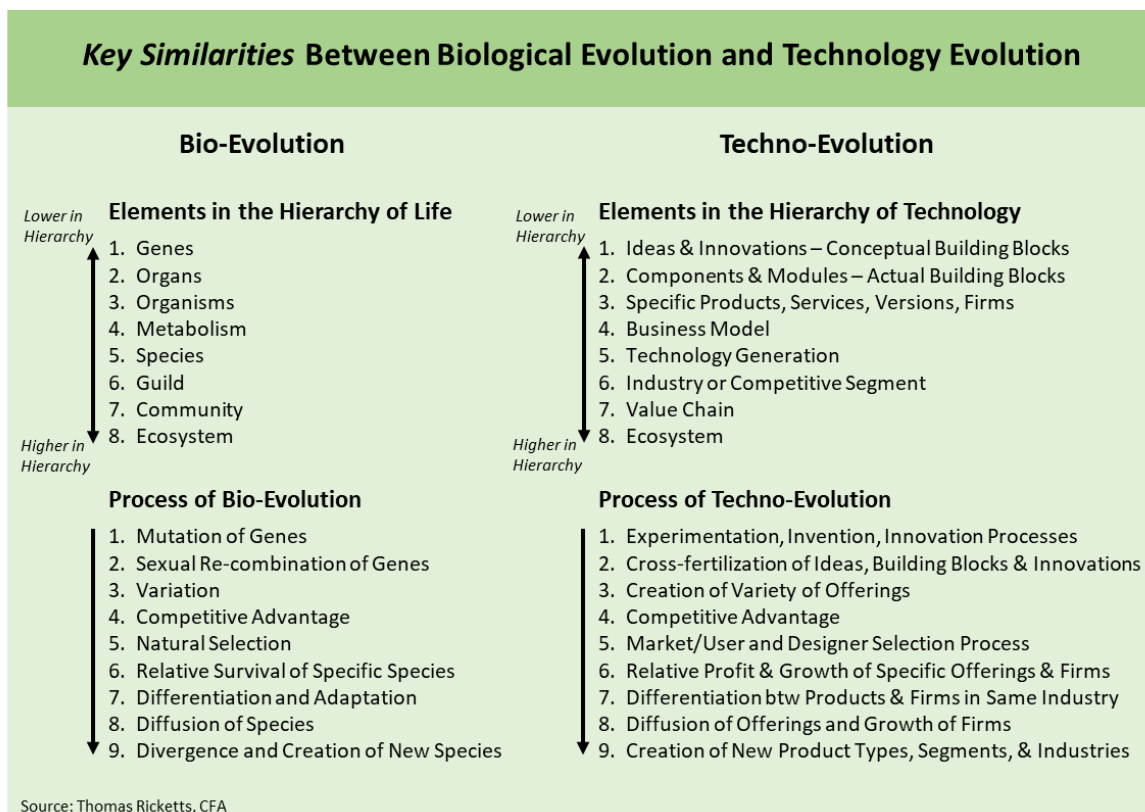 Key Similarities Between Biological Evolution and Technology Evolution
Bio-Evolution
Lower in
Hierarchy
Elements in the Hierarchy of Life
1. Genes
2. Organs
3. Organisms
4. Metabolism
5. Species
6. Guild
7. Community
8. Ecosystem
Higher in
Hierarchy
Process of Bio-Evolution
1. Mutation of Genes
2. Sexual Re-combination of Genes
3. Variation
4. Competitive Advantage
5. Natural Selection
6. Relative Survival of Specific Species
7. Differentiation and Adaptation
8. Diffusion of Species
9. Divergence and Creation of New Species
Techno-Evolution
Lower in
Hierarchy
Elements in the Hierarchy of Technology
1. Ideas & Innovations – Conceptual Building Blocks
2. Components & Modules – Actual Building Blocks
3. Specific Products, Services, Versions, Firms
4. Business Model
5. Technology Generation
6. Industry or Competitive Segment
7. Value Chain
8. Ecosystem
Higher in
Hierarchy
Process of Techno-Evolution
1. Experimentation, Invention, Innovation Processes
2. Cross-fertilization of Ideas, Building Blocks & Innovations
3. Creation of Variety of Offerings
4. Competitive Advantage
5. Market/User and Designer Selection Process
6. Relative Profit & Growth of Specific Offerings & Firms
7. Differentiation btw Products & Firms in Same Industry
8. Diffusion of Offerings and Growth of Firms
9. Creation of New Product Types, Segments, & Industries
Source: Thomas Ricketts, CFA